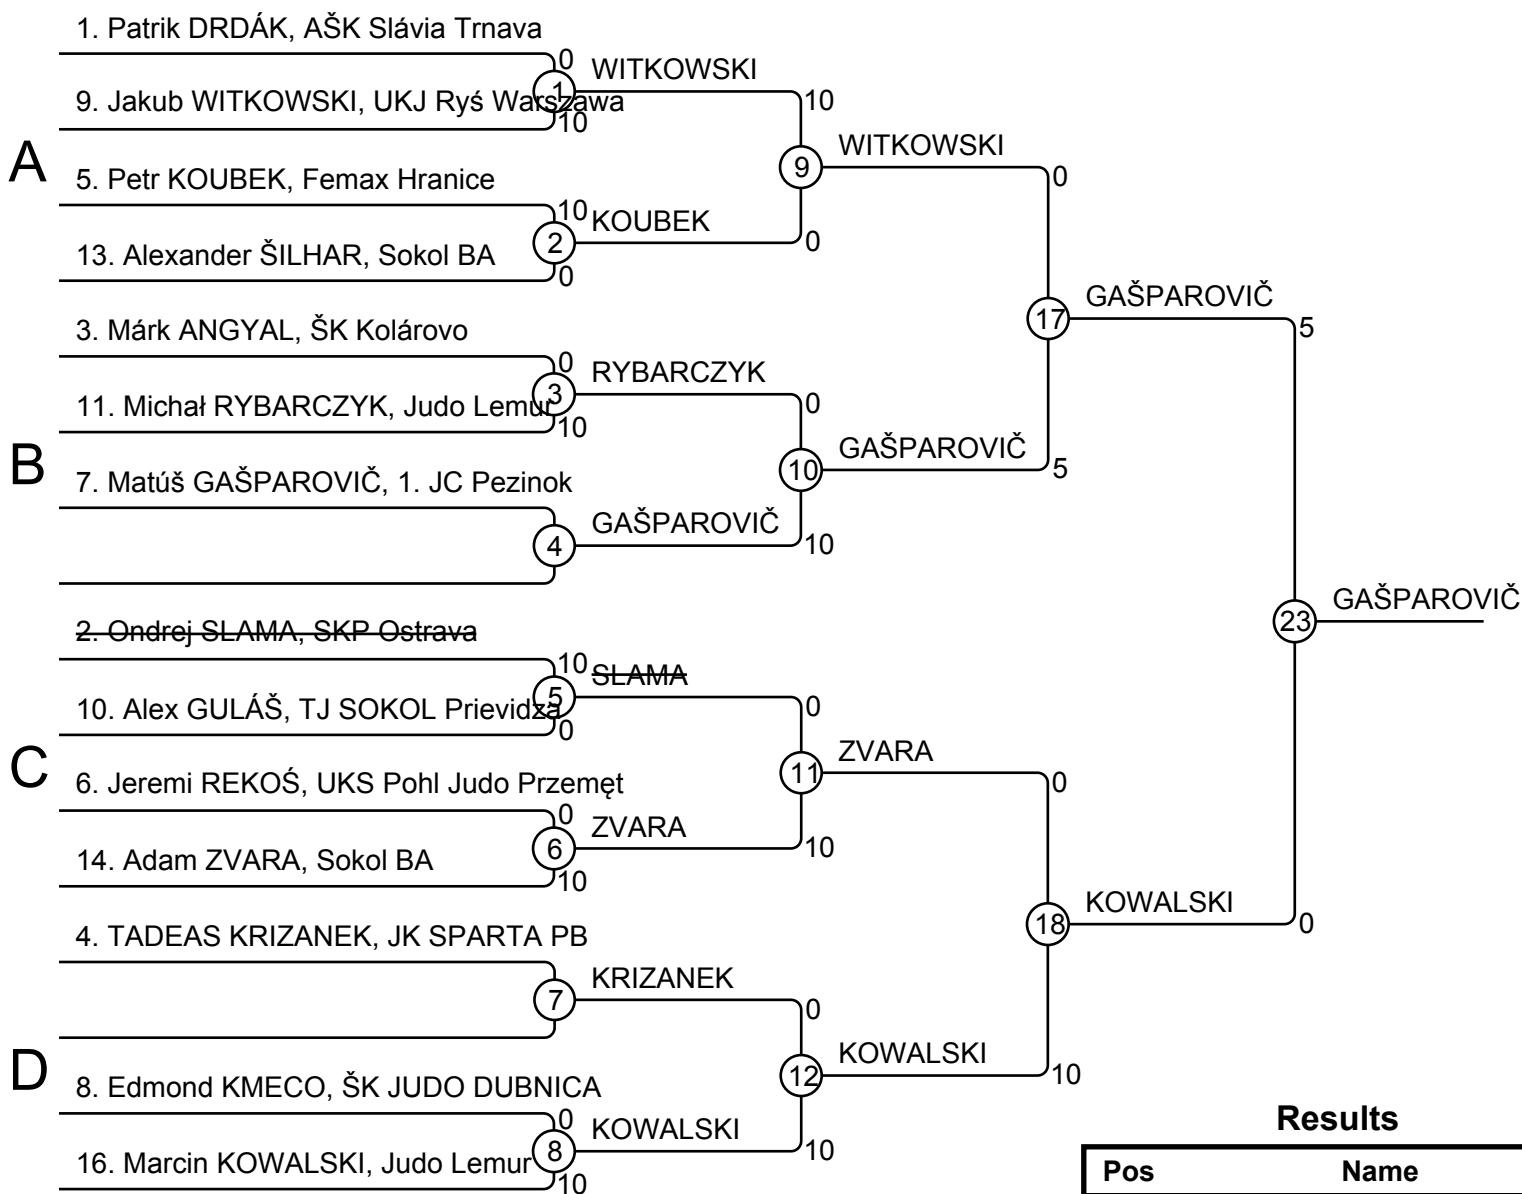 1. Patrik DRDÁK, AŠK Slávia Trnava
0
1
WITKOWSKI
9. Jakub WITKOWSKI, UKJ Ryś Warszawa
10
10
A
9
WITKOWSKI
5. Petr KOUBEK, Femax Hranice
0
10
2
KOUBEK
0
13. Alexander ŠILHAR, Sokol BA
0
17
GAŠPAROVIČ
5
3. Márk ANGYAL, ŠK Kolárovo
0
3
RYBARCZYK
0
11. Michał RYBARCZYK, Judo Lemur
10
B
10
GAŠPAROVIČ
5
7. Matúš GAŠPAROVIČ, 1. JC Pezinok
4
GAŠPAROVIČ
10
23
GAŠPAROVIČ
2. Ondrej SLAMA, SKP Ostrava
10
5
SLAMA
0
10. Alex GULÁŠ, TJ SOKOL Prievidza
0
C
11
ZVARA
0
6. Jeremi REKOŚ, UKS Pohl Judo Przemęt
0
6
ZVARA
10
14. Adam ZVARA, Sokol BA
10
18
KOWALSKI
0
4. TADEAS KRIZANEK, JK SPARTA PB
7
KRIZANEK
0
D
12
KOWALSKI
10
8. Edmond KMECO, ŠK JUDO DUBNICA
0
8
KOWALSKI
10
16. Marcin KOWALSKI, Judo Lemur
10
Results
Pos Name